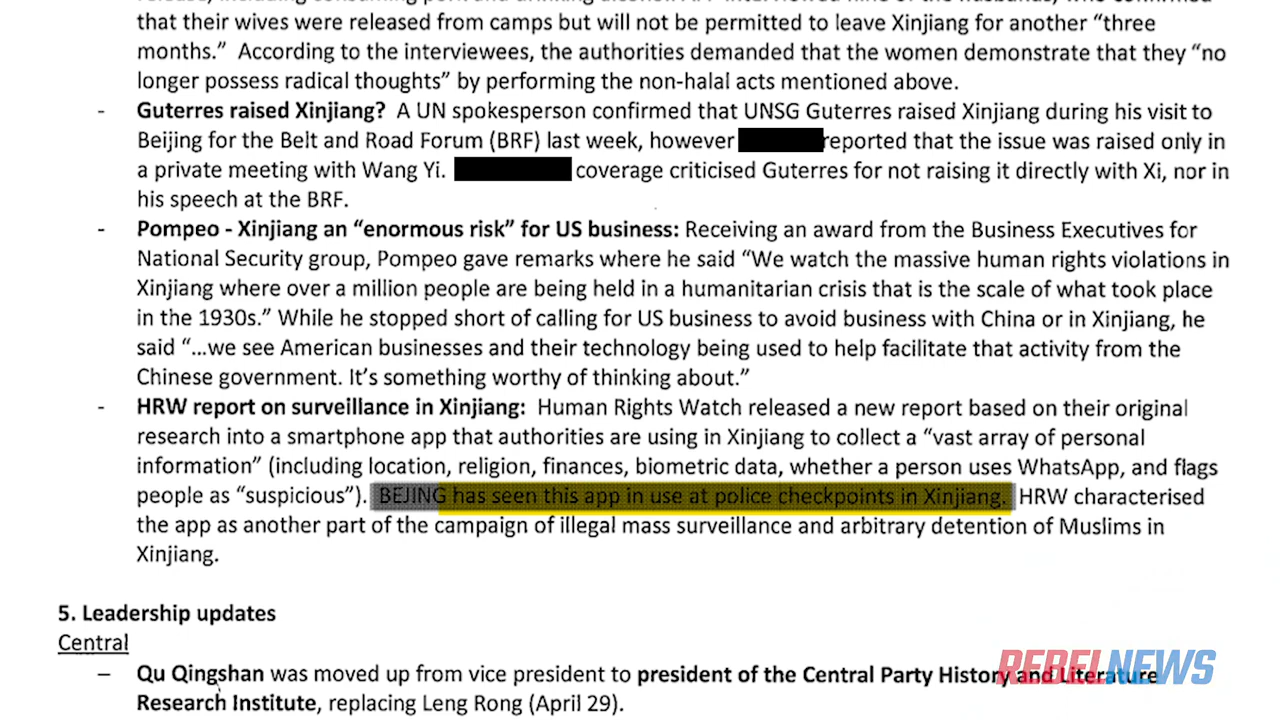 that their wives were released from camps but will not be permitted to leave Xinjiang for another “three
months.” According to the interviewees, the authorities demanded that the women demonstrate that they “no
longer possess radical thoughts” by performing the non-halal acts mentioned above.
- Guterres raised Xinjiang? A UN spokesperson confirmed that UNSG Guterres raised Xinjiang during his visit to
Beijing for the Belt and Road Forum (BRF) last week, however reported that the issue was raised only in
a private meeting with Wang Yi. coverage criticised Guterres for not raising it directly with Xi, nor in
his speech at the BRF.
- Pompeo - Xinjiang an “enormous risk” for US business: Receiving an award from the Business Executives for
National Security group, Pompeo gave remarks where he said “We watch the massive human rights violations in
Xinjiang where over a million people are being held in a humanitarian crisis that is the scale of what took place
in the 1930s.” While he stopped short of calling for US business to avoid business with China or in Xinjiang, he
said “...we see American businesses and their technology being used to help facilitate that activity from the
Chinese government. It’s something worthy of thinking about.”
- HRW report on surveillance in Xinjiang: Human Rights Watch released a new report based on their original
research into a smartphone app that authorities are using in Xinjiang to collect a “vast array of personal
information” (including location, religion, finances, biometric data, whether a person uses WhatsApp, and flags
people as “suspicious”). BEJING has seen this app in use at police checkpoints in Xinjiang. HRW characterised
the app as another part of the campaign of illegal mass surveillance and arbitrary detention of Muslims in
Xinjiang.
5. Leadership updates
Central
– Qu Qingshan was moved up from vice president to president of the Central Party History and Literature
Research Institute, replacing Leng Rong (April 29).
REBELNEWS